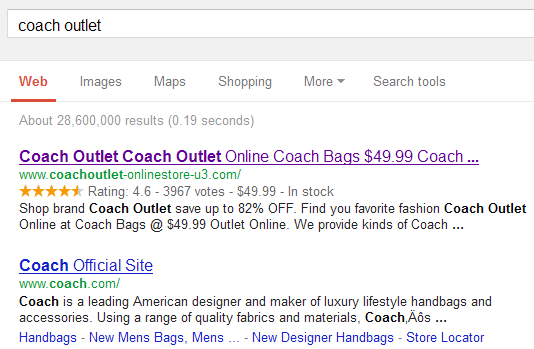 coach outlet
Web Images Maps Shopping More Search tools
About 28,600,000 results (0.19 seconds)
Coach Outlet Coach Outlet Online Coach Bags $49.99 Coach ...
www.coachoutlet-onlinestore-u3.com/
Rating: 4.6 - 3967 votes - $49.99 - In stock
Shop brand Coach Outlet save up to 82% OFF. Find you favorite fashion Coach Outlet
Online at Coach Bags @ $49.99 Outlet Online. We provide kinds of Coach ...
Coach Official Site
www.coach.com/
Coach is a leading American designer and maker of luxury lifestyle handbags and
accessories. Using a range of quality fabrics and materials, Coach‚Äôs ...
Handbags - New Mens Bags, Mens ... - New Designer Handbags - Store Locator